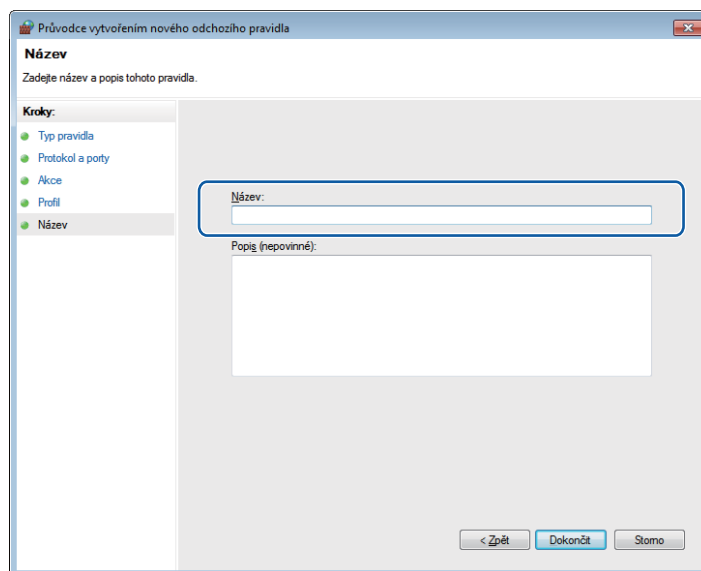 Průvodce vytvořením nového odchozího pravidla
Název
Zadejte název a popis tohoto pravidla.
Kroky:
Typ pravidla
Protokol a porty
Akce
Profil
Název
Název:
Popis (nepovinné):
< Zpět
Dokončit
Storno